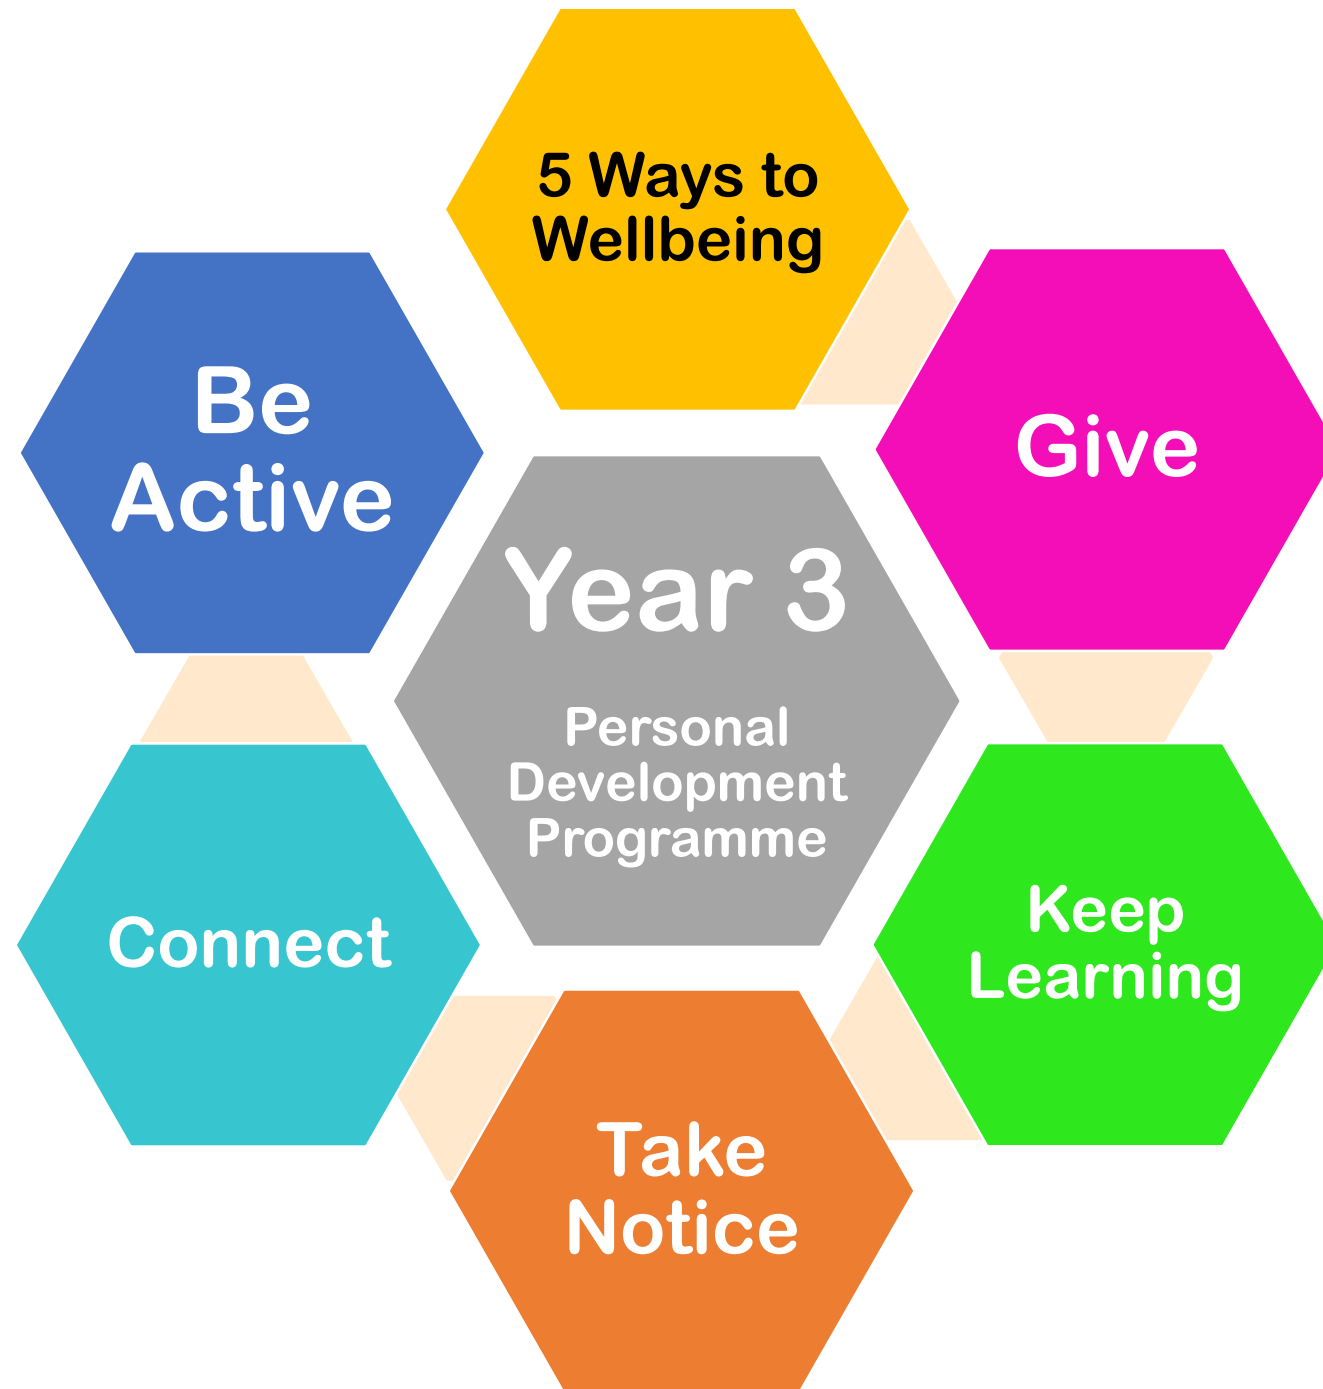 5 Ways to
Wellbeing
Give
Keep
Learning
Take
Notice
Connect
Be
Active
Year 3
Personal
Development
Programme